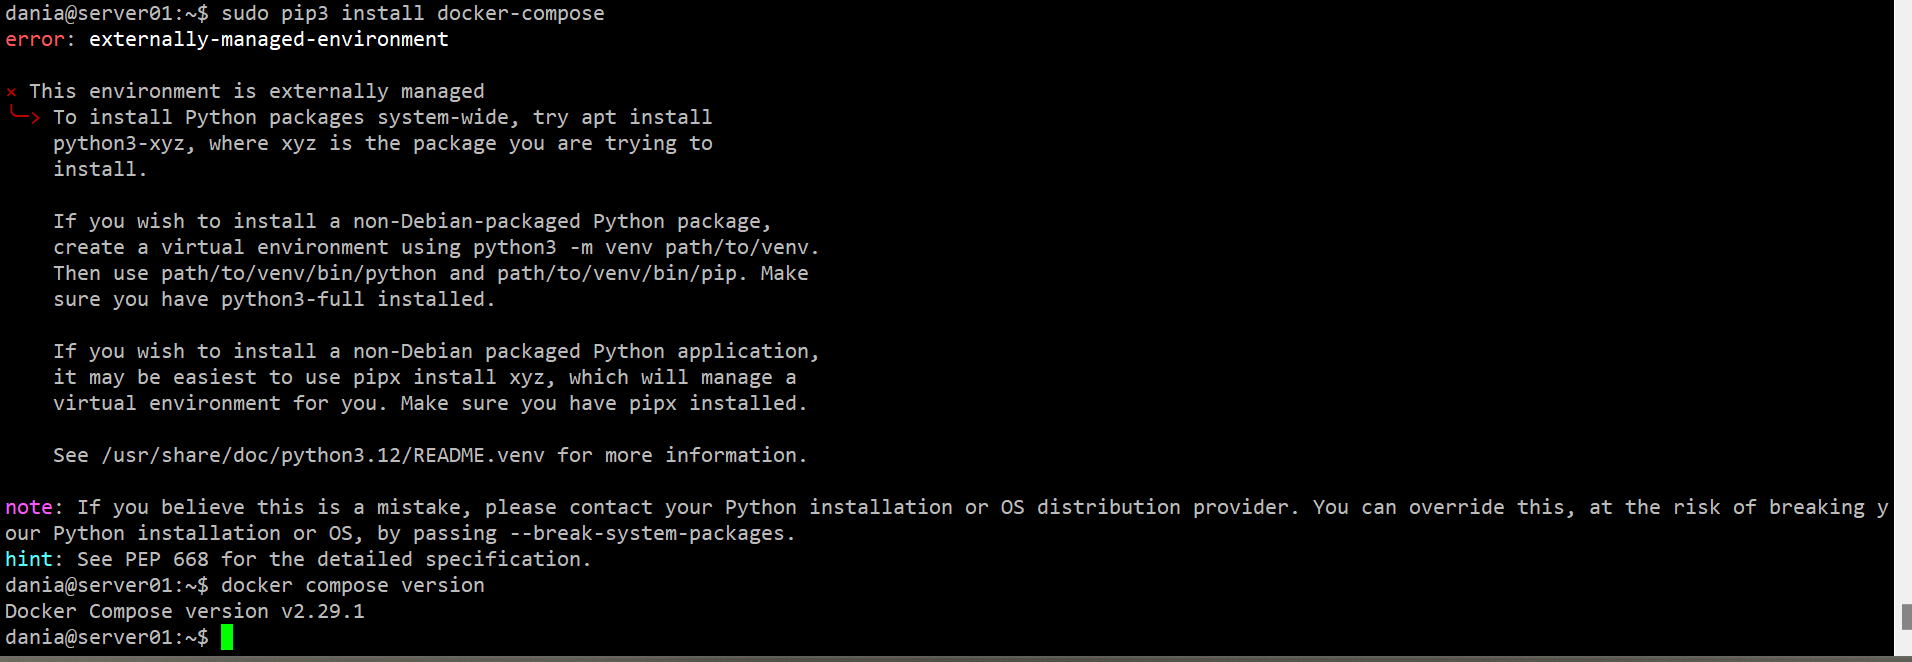 dania@server01:~$ sudo pip3 install docker-compose
error: externally-managed-environment
× This environment is externally managed
╰─> To install Python packages system-wide, try apt install
python3-xyz, where xyz is the package you are trying to
install.
If you wish to install a non-Debian-packaged Python package,
create a virtual environment using python3 -m venv path/to/venv.
Then use path/to/venv/bin/python and path/to/venv/bin/pip. Make
sure you have python3-full installed.
If you wish to install a non-Debian packaged Python application,
it may be easiest to use pipx install xyz, which will manage a
virtual environment for you. Make sure you have pipx installed.
See /usr/share/doc/python3.12/README.venv for more information.
note: If you believe this is a mistake, please contact your Python installation or OS distribution provider. You can override this, at the risk of breaking y
our Python installation or OS, by passing --break-system-packages.
hint: See PEP 668 for the detailed specification.
dania@server01:~$ docker compose version
Docker Compose version v2.29.1
dania@server01:~$